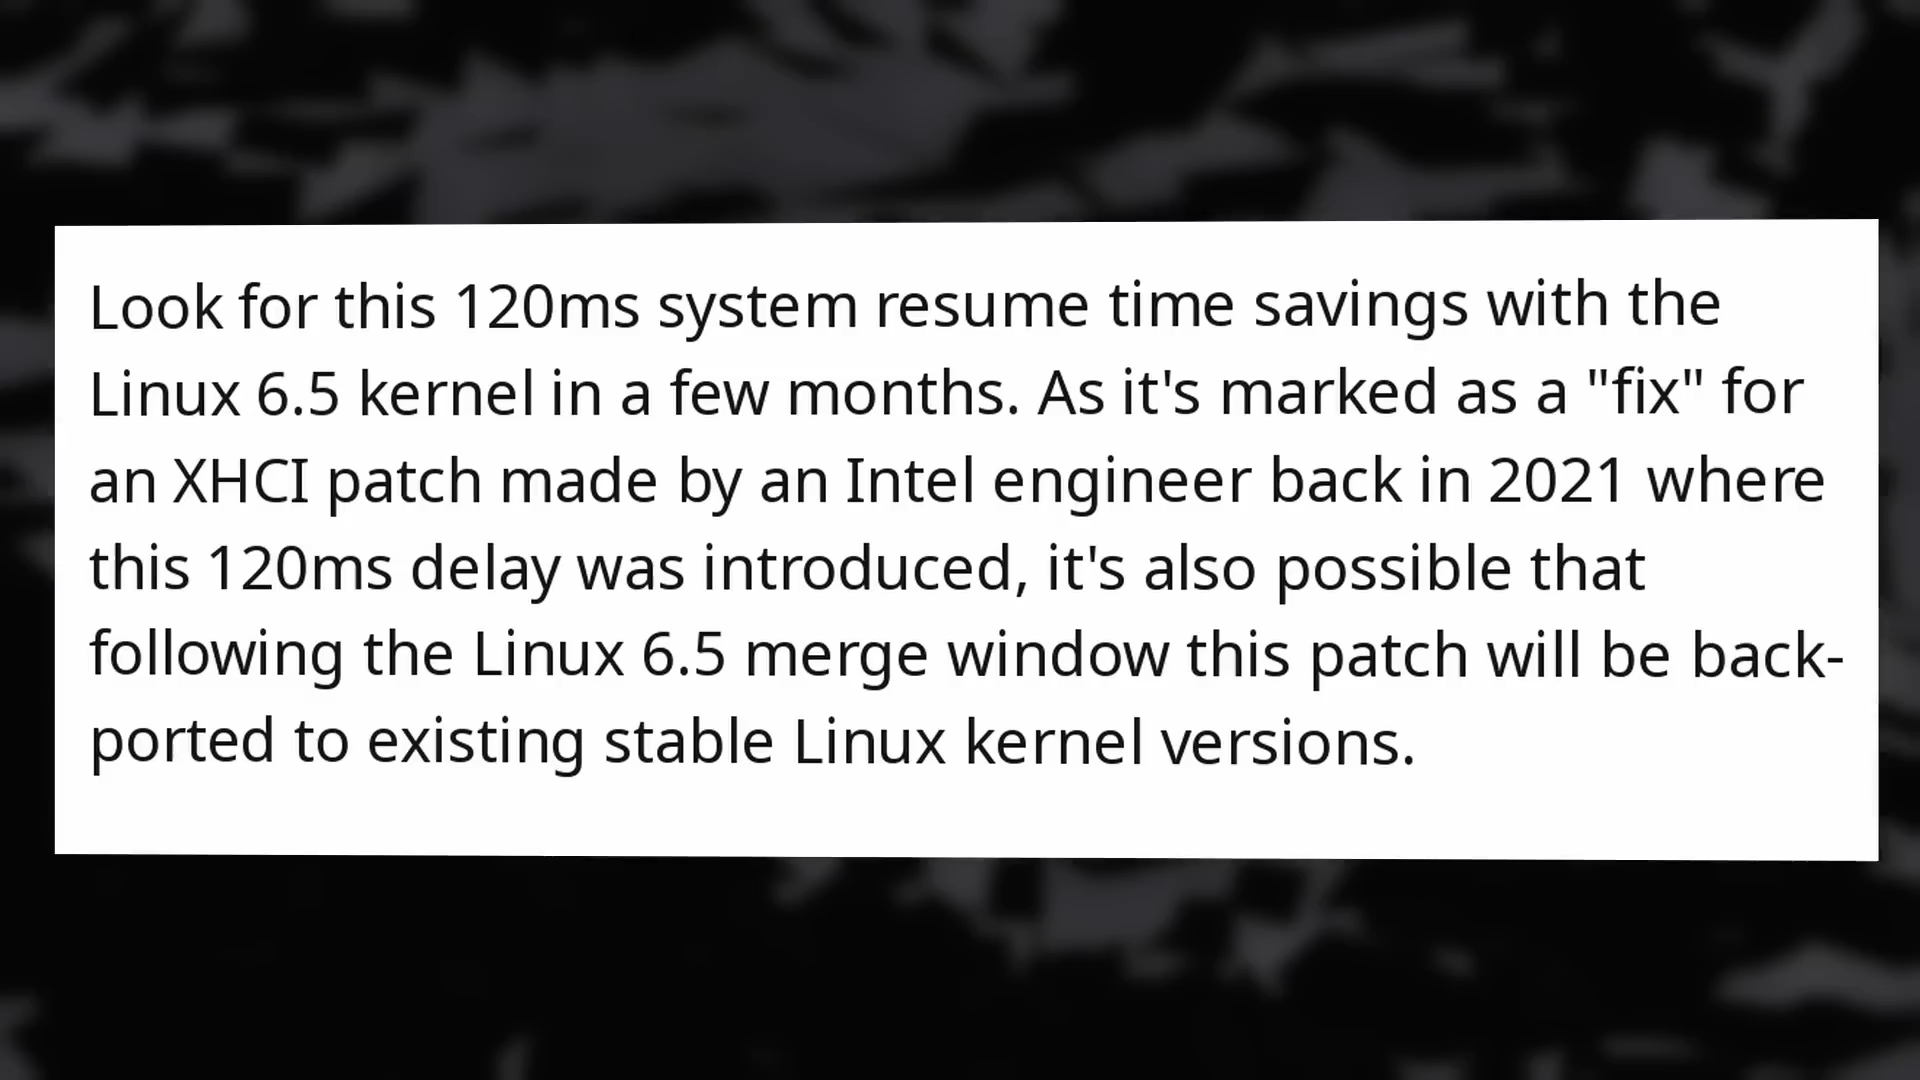 Look for this 120ms system resume time savings with the
Linux 6.5 kernel in a few months. As it's marked as a "fix" for
an XHCI patch made by an Intel engineer back in 2021 where
this 120ms delay was introduced, it's also possible that
following the Linux 6.5 merge window this patch will be back-
ported to existing stable Linux kernel versions.